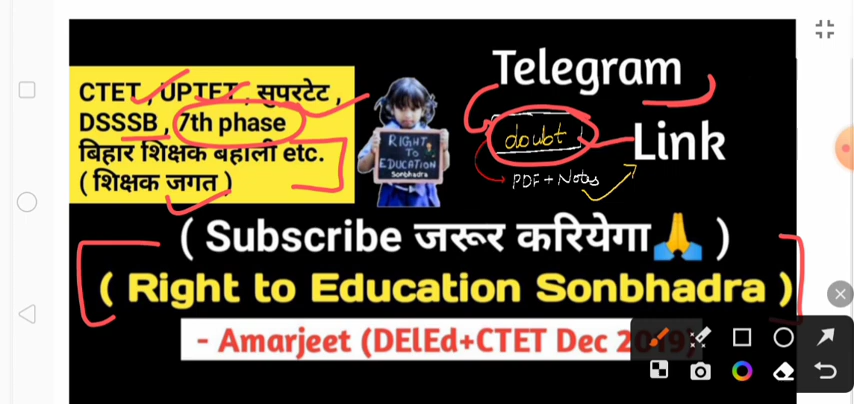 Telegram
CTET , UPTET , सुपरटेट ,
DSSSB , 7th phase
बिहार शिक्षक बहाली etc.
( शिक्षक जगत )
RIGHT
TO
EDUCATION
Sonbhadra
doubt
Link
PDF + Notes
( Subscribe जरूर करियेगा🙏 )
( Right to Education Sonbhadra )
- Amarjeet (DElEd+CTET Dec 2019)